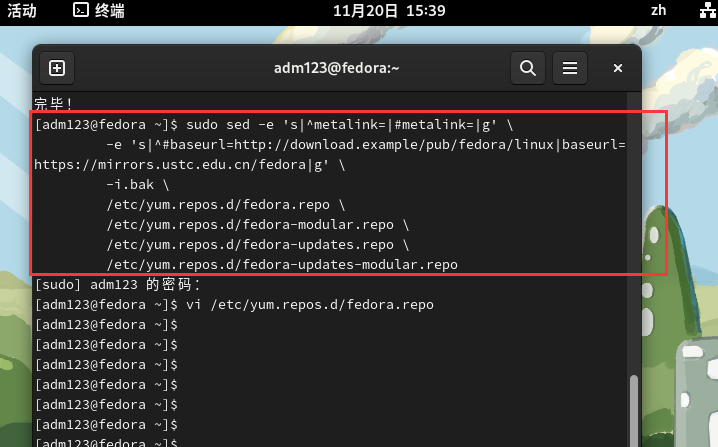 活动 终端 11月20日 15:39 zh
adm123@fedora:~
完毕！
[adm123@fedora ~]$ sudo sed -e 's|^metalink=|#metalink=|g' \
-e 's|^#baseurl=http://download.example/pub/fedora/linux|baseurl=
https://mirrors.ustc.edu.cn/fedora|g' \
-i.bak \
/etc/yum.repos.d/fedora.repo \
/etc/yum.repos.d/fedora-modular.repo \
/etc/yum.repos.d/fedora-updates.repo \
/etc/yum.repos.d/fedora-updates-modular.repo
[sudo] adm123 的密码：
[adm123@fedora ~]$ vi /etc/yum.repos.d/fedora.repo
[adm123@fedora ~]$
[adm123@fedora ~]$
[adm123@fedora ~]$
[adm123@fedora ~]$
[adm123@fedora ~]$
[adm123@fedora ~]$
[adm123@fedora ~]$